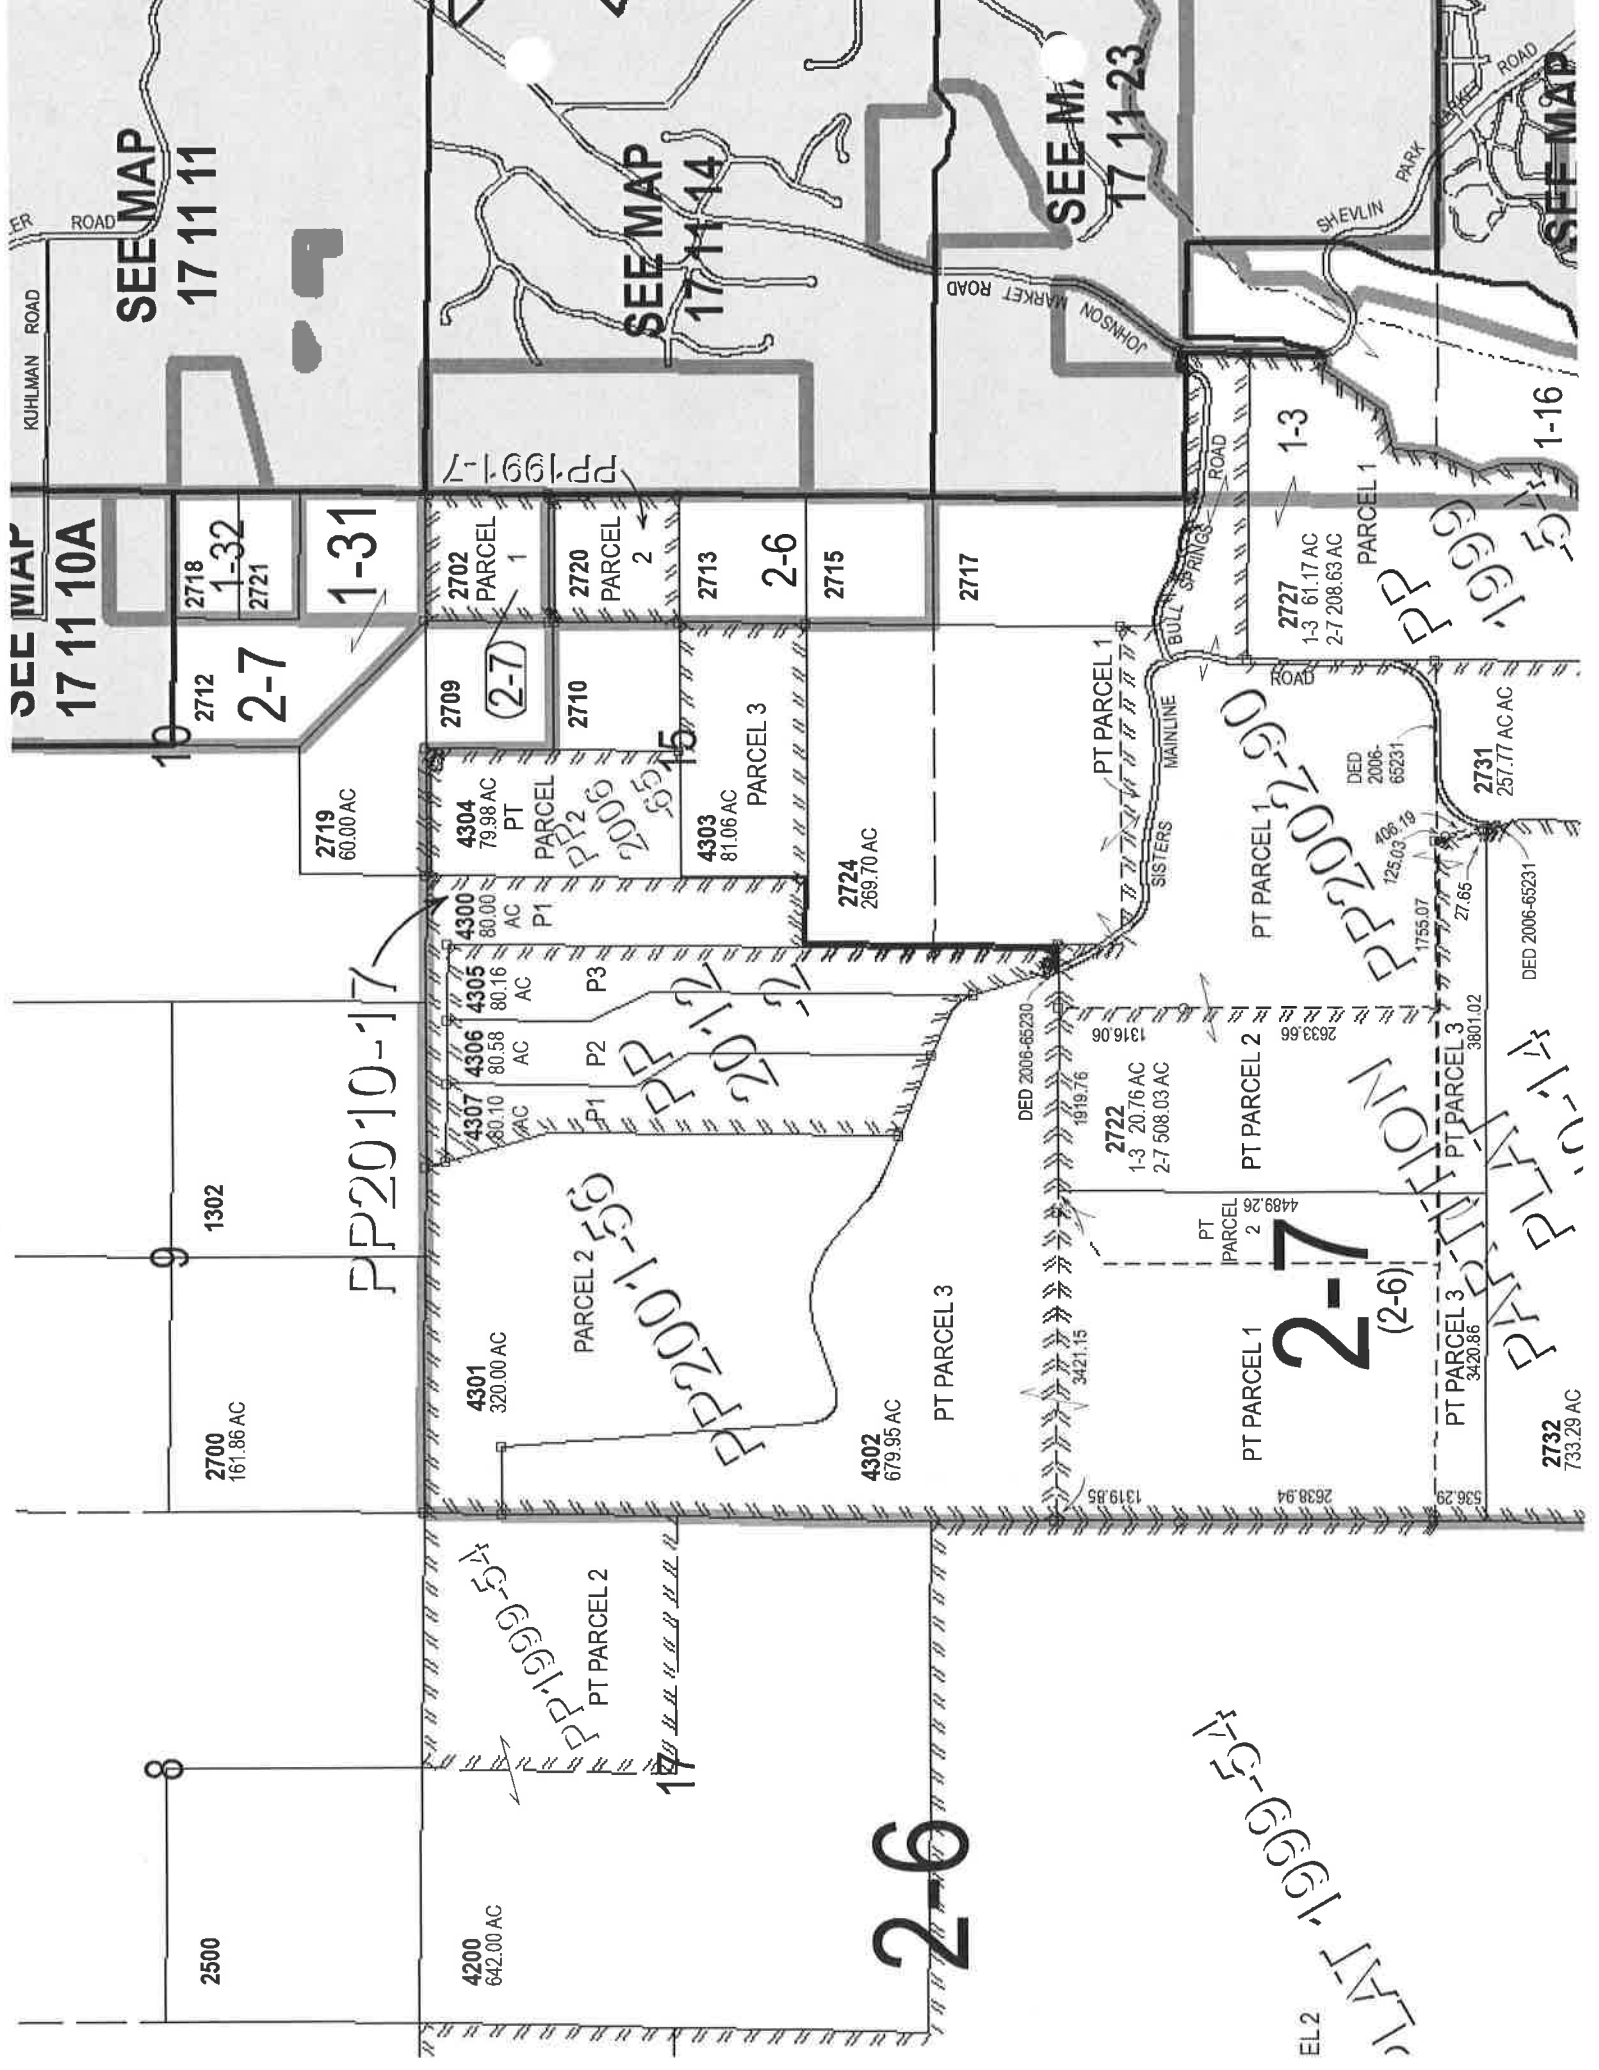 SEE MAP
17 11 10A
ER ROAD
KUHLMAN ROAD
SEE MAP
17 11 11
10
2718
1-32
2721
1-31
2712
2-7
2719
60.00 AC
9
1302
2700
161.86 AC
8
2500
SEE MAP
17 11 14
PP1991-7
2702
PARCEL
1
2720
PARCEL
2
2713
2-6
2715
2717
2709
(2-7)
2710
15
4304
79.98 AC
PT
PARCEL
2
PP
2006
-65
4303
81.06 AC
PARCEL 3
2724
269.70 AC
4300
80.00
AC
P1
4305
80.16
AC
P3
4306
80.58
AC
P2
4307
80.10
AC
P1
PP
2012
-12
PP2010-17
PARCEL 2
PP2001-56
4301
320.00 AC
4302
679.95 AC
PT PARCEL 3
PP1999-54
PT PARCEL 2
17
4200
642.00 AC
2-6
SEE MA
17 11 23
JOHNSON MARKET ROAD
SHEVLIN PARK
ROAD
SEE MAP
BULL SPRINGS ROAD
1-3
1-16
PARCEL 1
PP
1999
-54
2727
1-3 61.17 AC
2-7 208.63 AC
PT PARCEL 1
SISTERS MAINLINE ROAD
PP2002-90
PT PARCEL 1
DED
2006-
65231
2731
257.77 AC AC
406.19
125.03
27.65
1755.07
DED 2006-65231
DED 2006-65230
1316.06
2633.66
1919.76
2722
1-3 20.76 AC
2-7 508.03 AC
PT PARCEL 2
PT PARCEL 3
3801.02
PT
PARCEL
2
4489.26
2-7
(2-6)
PT PARCEL 1
PT PARCEL 3
3420.86
3421.15
1319.85
2638.94
536.29
PARTITION
PLAT
2732
733.29 AC
PLAT 1999-54
EL 2